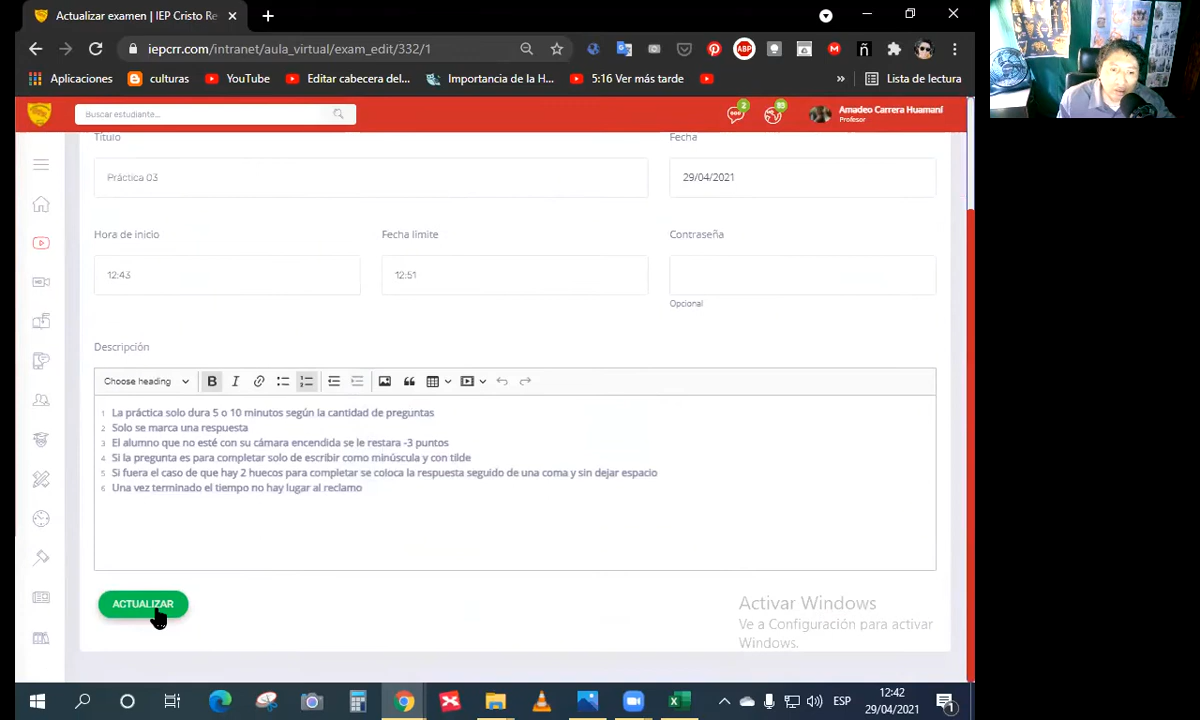 Actualizar examen | IEP Cristo Re
iepcrr.com/intranet/aula_virtual/exam_edit/332/1
ABP
ñ
Aplicaciones
culturas
YouTube
Editar cabecera del...
Importancia de la H...
5:16 Ver más tarde
»
Lista de lectura
Buscar estudiante...
2
83
Amadeo Carrera Huamaní
Profesor
Título
Fecha
Práctica 03
29/04/2021
Hora de inicio
Fecha límite
Contraseña
12:43
12:51
Opcional
Descripción
Choose heading
B I
1 La práctica solo dura 5 o 10 minutos según la cantidad de preguntas
2 Solo se marca una respuesta
3 El alumno que no esté con su cámara encendida se le restara -3 puntos
4 Si la pregunta es para completar solo de escribir como minúscula y con tilde
5 Si fuera el caso de que hay 2 huecos para completar se coloca la respuesta seguido de una coma y sin dejar espacio
6 Una vez terminado el tiempo no hay lugar al reclamo
ACTUALIZAR
Activar Windows
Ve a Configuración para activar
Windows.
ESP
12:42
29/04/2021
1